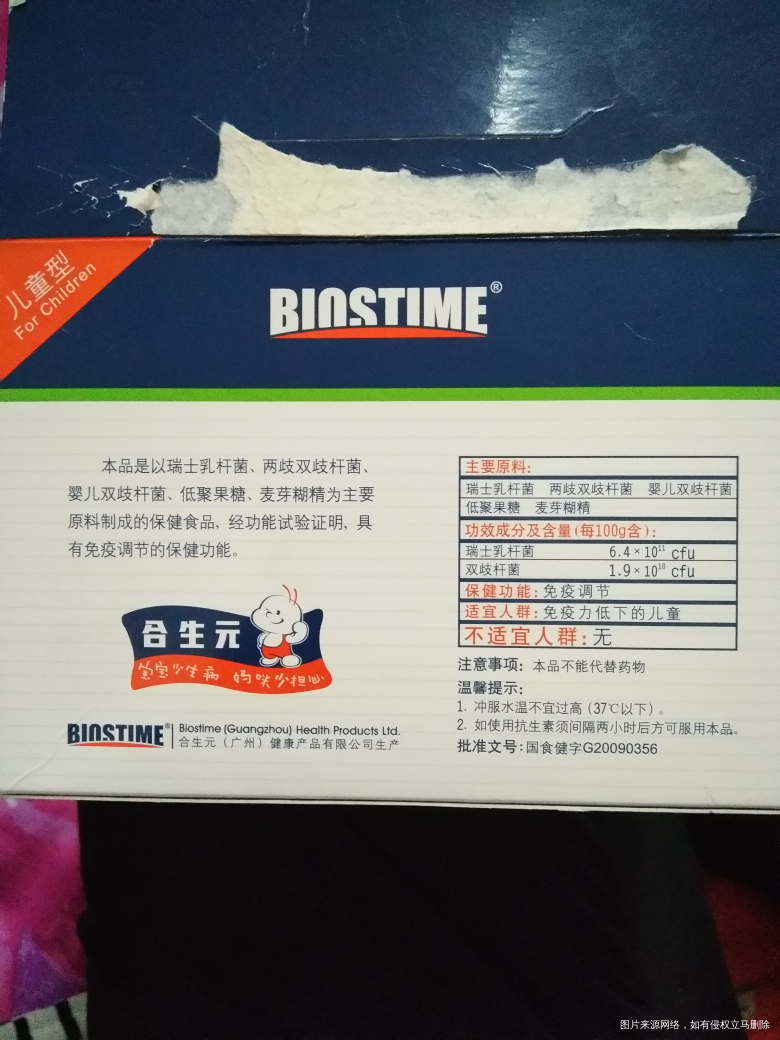 儿童型
For Children
BIOSTIME®
本品是以瑞士乳杆菌、两歧双歧杆菌、
婴儿双歧杆菌、低聚果糖、麦芽糊精为主要
原料制成的保健食品,经功能试验证明,具
有免疫调节的保健功能。
合生元
宝宝少生病 妈咪少担心
BIOSTIME®
Biostime (Guangzhou) Health Products Ltd.
合生元(广州)健康产品有限公司生产
主要原料:
瑞士乳杆菌 两歧双歧杆菌 婴儿双歧杆菌
低聚果糖 麦芽糊精
功效成分及含量(每100g含):
瑞士乳杆菌 6.4×10¹¹ cfu
双歧杆菌 1.9×10¹⁰ cfu
保健功能:免疫调节
适宜人群:免疫力低下的儿童
不适宜人群:无
注意事项:本品不能代替药物
温馨提示:
1. 冲服水温不宜过高(37℃以下)。
2. 如使用抗生素须间隔两小时后方可服用本品。
批准文号:国食健字G20090356
图片来源网络,如有侵权立马删除